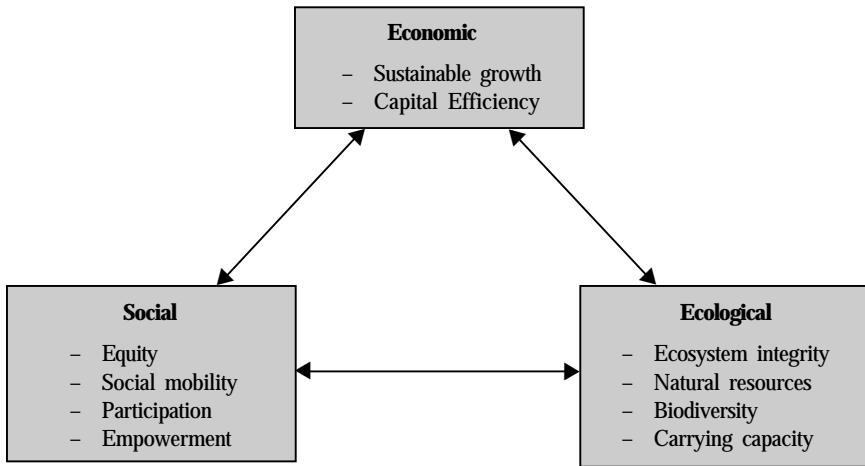 Economic
– Sustainable growth
– Capital Efficiency
Social
– Equity
– Social mobility
– Participation
– Empowerment
Ecological
– Ecosystem integrity
– Natural resources
– Biodiversity
– Carrying capacity